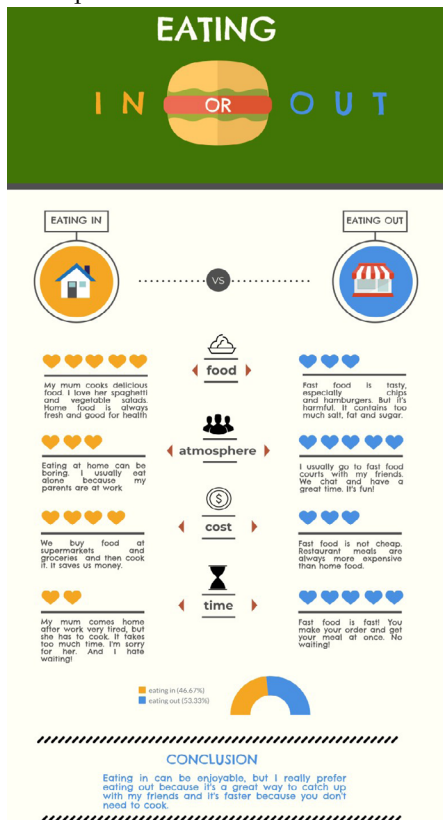 EATING
IN OR OUT
EATING IN
EATING OUT
VS
food
My mum cooks delicious
food. I love her spaghetti
and vegetable salads.
Home food is always
fresh and good for health
Fast food is tasty,
especially chips
and hamburgers. But it's
harmful. It contains too
much salt, fat and sugar.
atmosphere
Eating at home can be
boring. I usually eat
alone because my
parents are at work
I usually go to fast food
courts with my friends.
We chat and have a
great time. It's fun!
cost
We buy food at
supermarkets and
groceries and then cook
it. It saves us money.
Fast food is not cheap.
Restaurant meals are
always more expensive
than home food.
time
My mum comes home
after work very tired, but
she has to cook. It takes
too much time. I'm sorry
for her. And I hate
waiting!
Fast food is fast! You
make your order and get
your meal at once. No
waiting!
eating in (46.67%)
eating out (53.33%)
CONCLUSION
Eating in can be enjoyable, but I really prefer
eating out because it's a great way to catch up
with my friends and it's faster because you don't
need to cook.